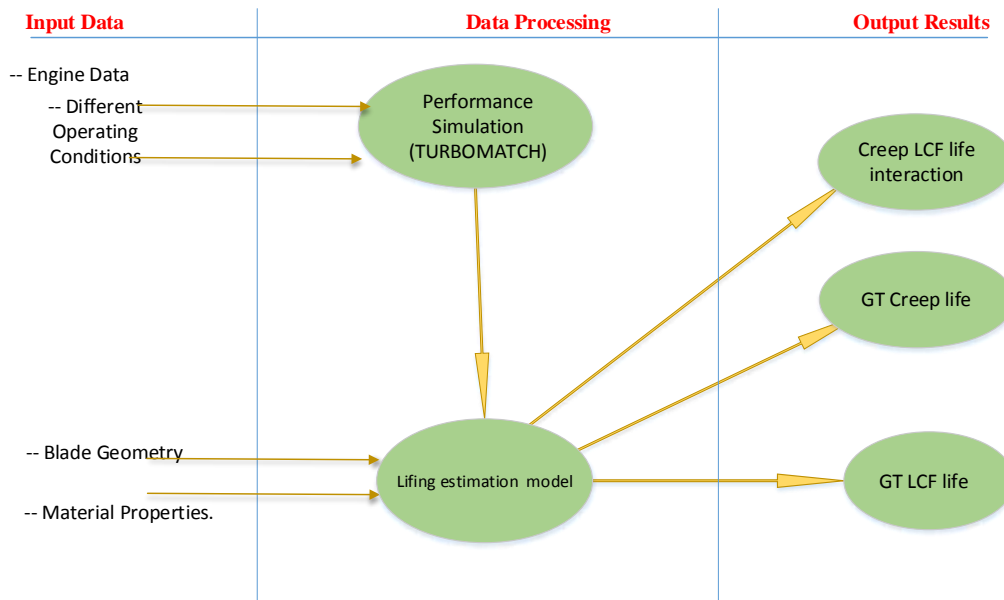 Input Data
Data Processing
Output Results
-- Engine Data
-- Different
Operating
Conditions
Performance
Simulation
(TURBOMATCH)
Creep LCF life
interaction
GT Creep life
-- Blade Geometry
Lifing estimation model
GT LCF life
-- Material Properties.